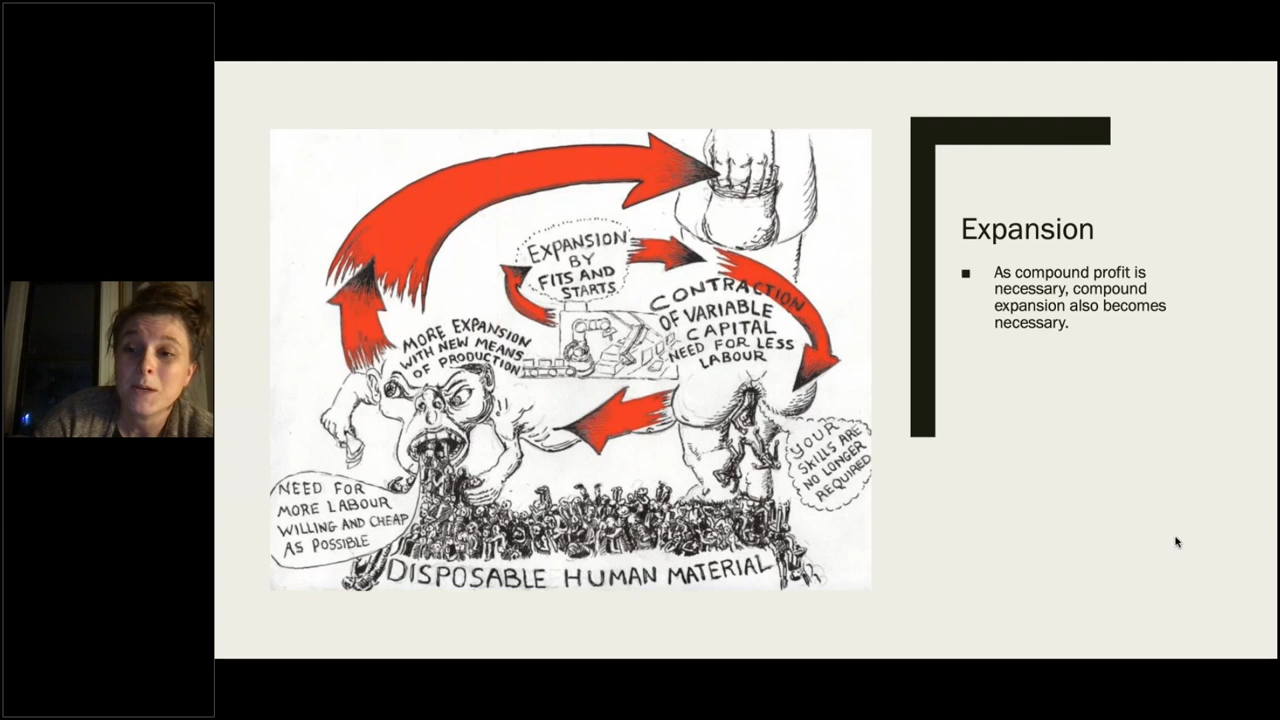 EXPANSION
BY
FITS AND
STARTS
CONTRACTION
OF VARIABLE
CAPITAL
NEED FOR LESS
LABOUR
MORE EXPANSION
WITH NEW MEANS
OF PRODUCTION
YOUR
SKILLS ARE
NO LONGER
REQUIRED
NEED FOR
MORE LABOUR
WILLING AND CHEAP
AS POSSIBLE
DISPOSABLE HUMAN MATERIAL
Expansion
■ As compound profit is
necessary, compound
expansion also becomes
necessary.